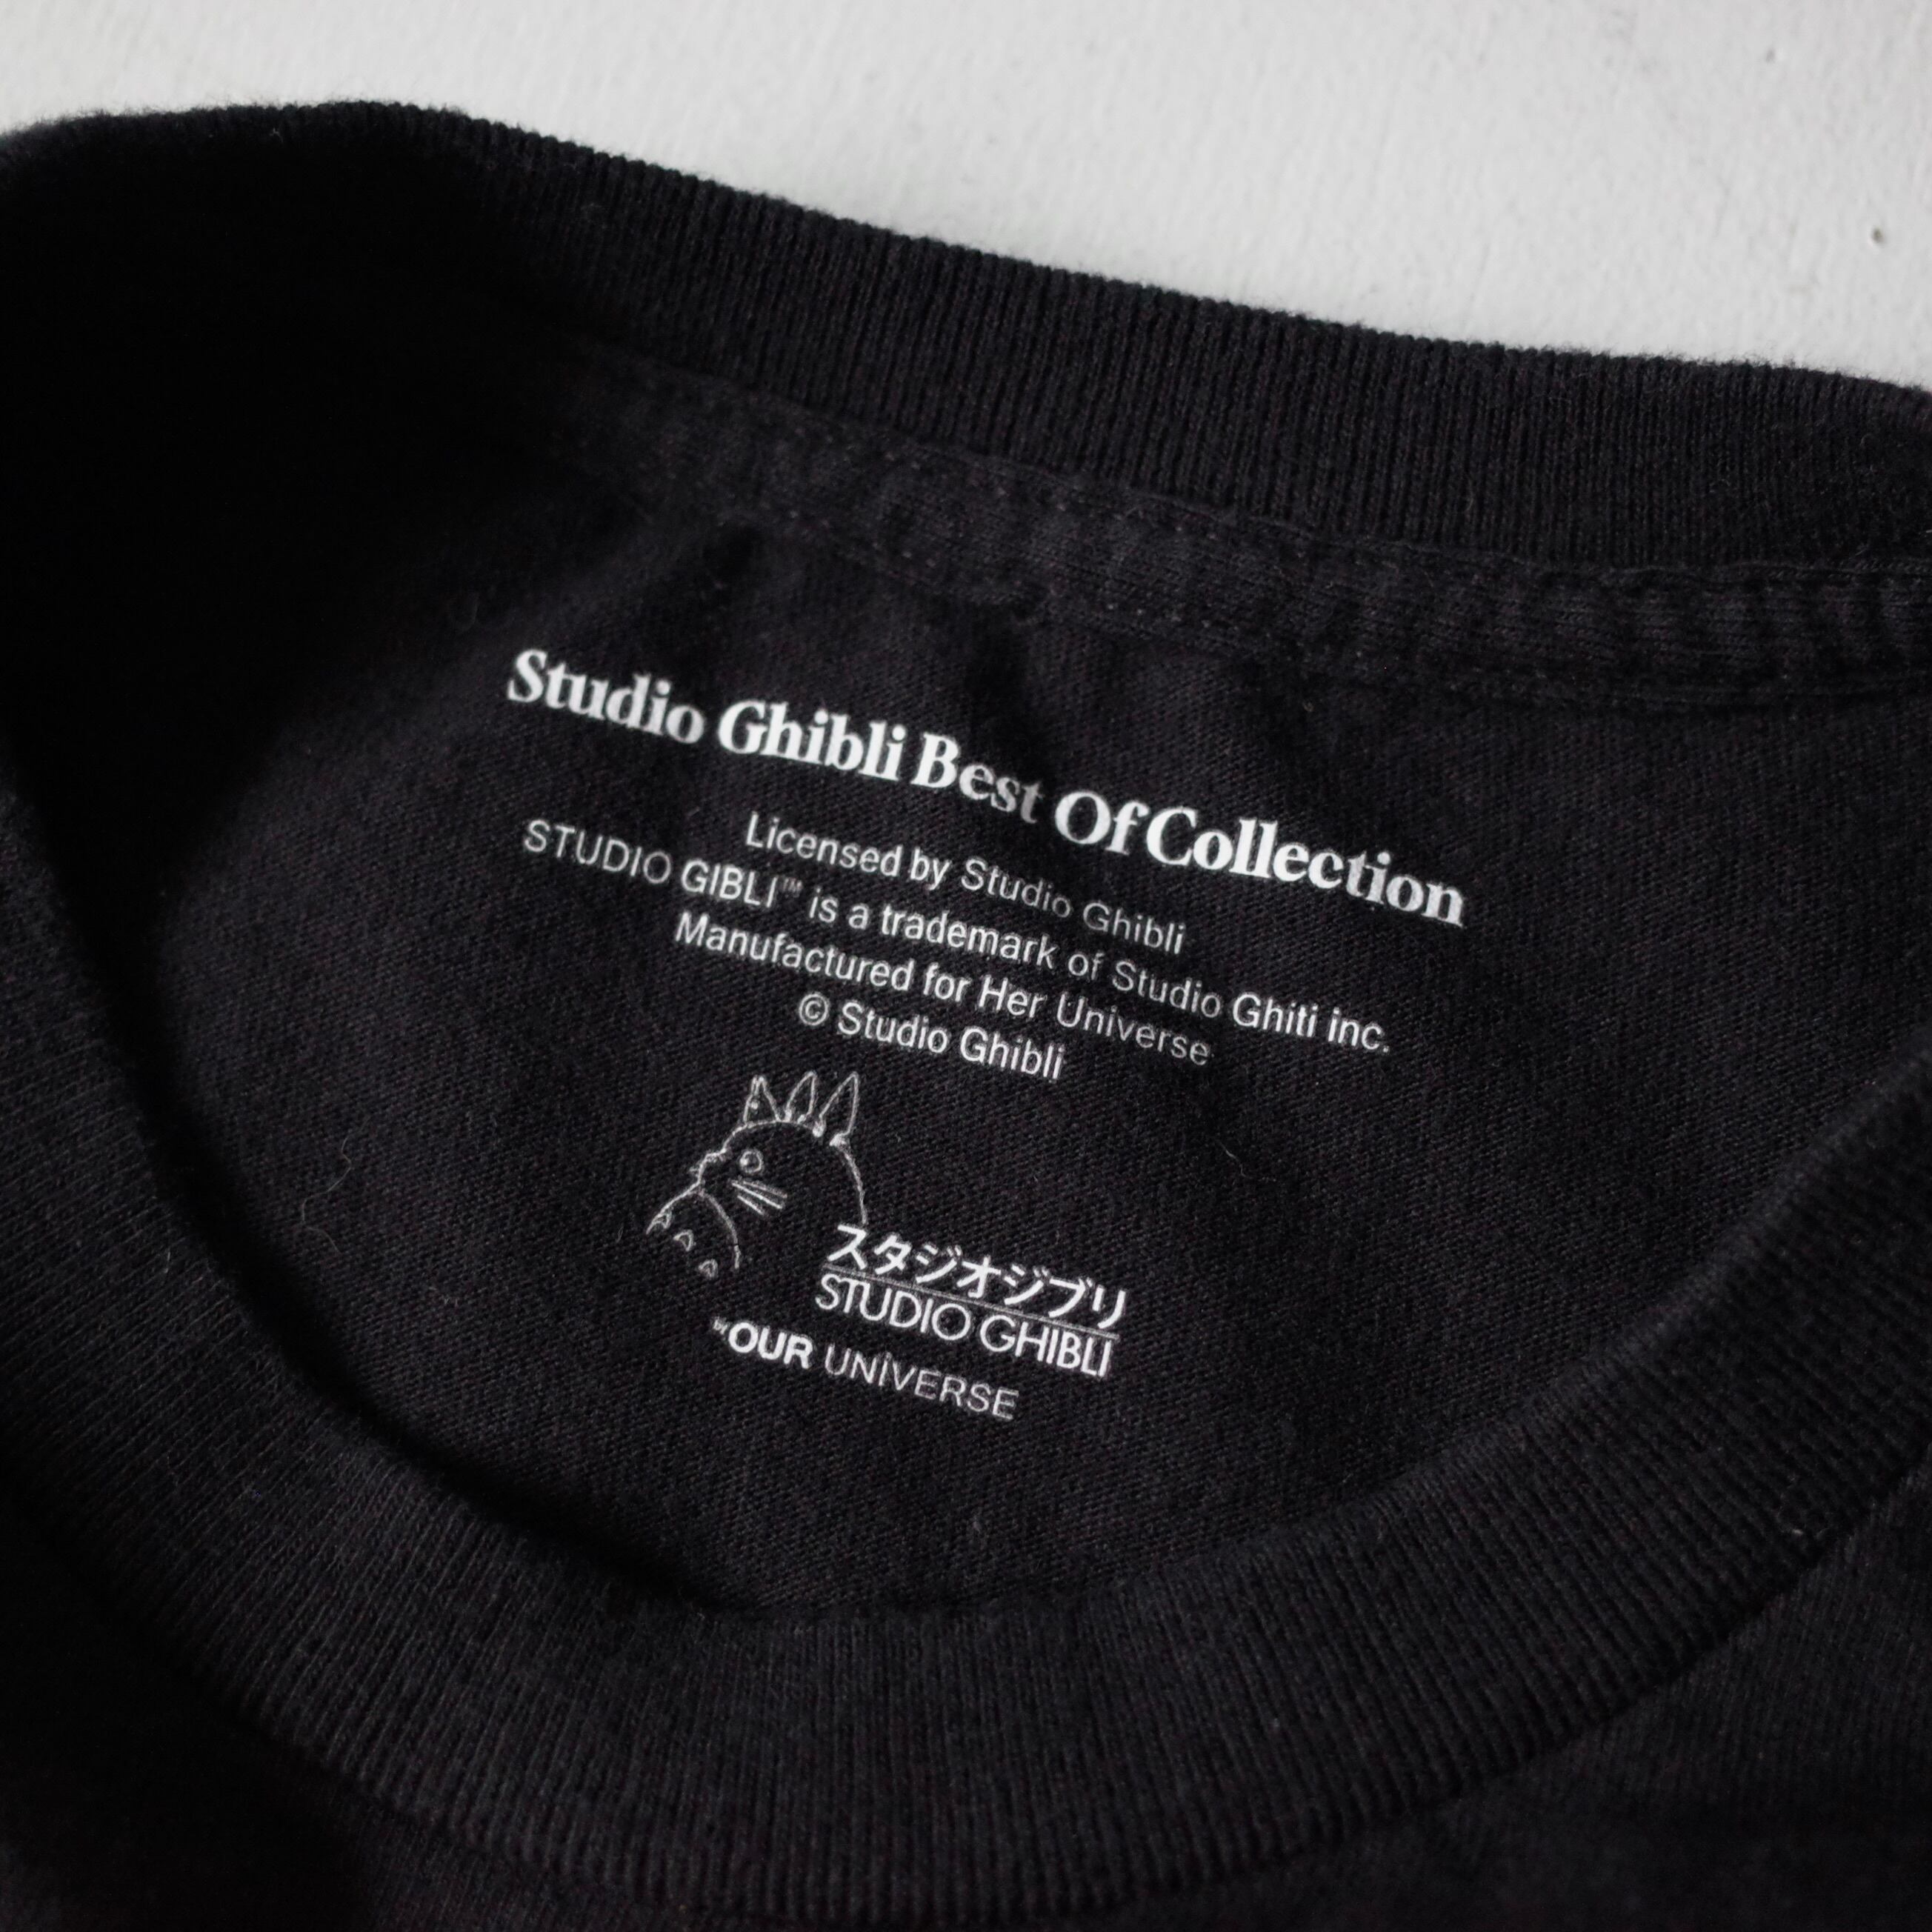 Studio Ghibli Best Of Collection
Licensed by Studio Ghibli
STUDIO GIBLI™ is a trademark of Studio Ghiti inc.
Manufactured for Her Universe
© Studio Ghibli
スタジオジブリ
STUDIO GHIBLI
by OUR UNIVERSE